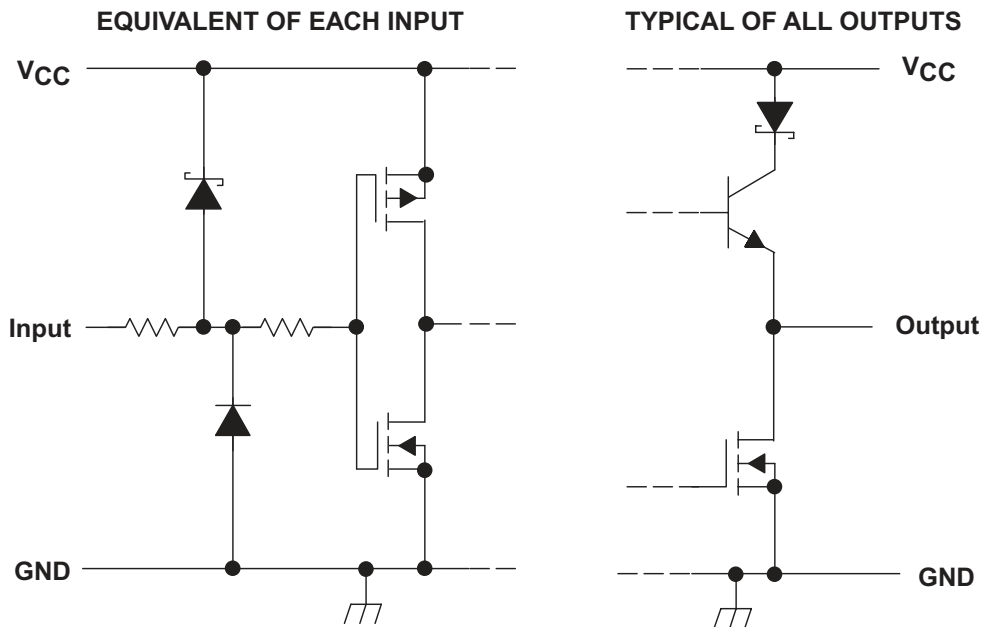 EQUIVALENT OF EACH INPUT
TYPICAL OF ALL OUTPUTS
VCC
VCC
Input
Output
GND
GND